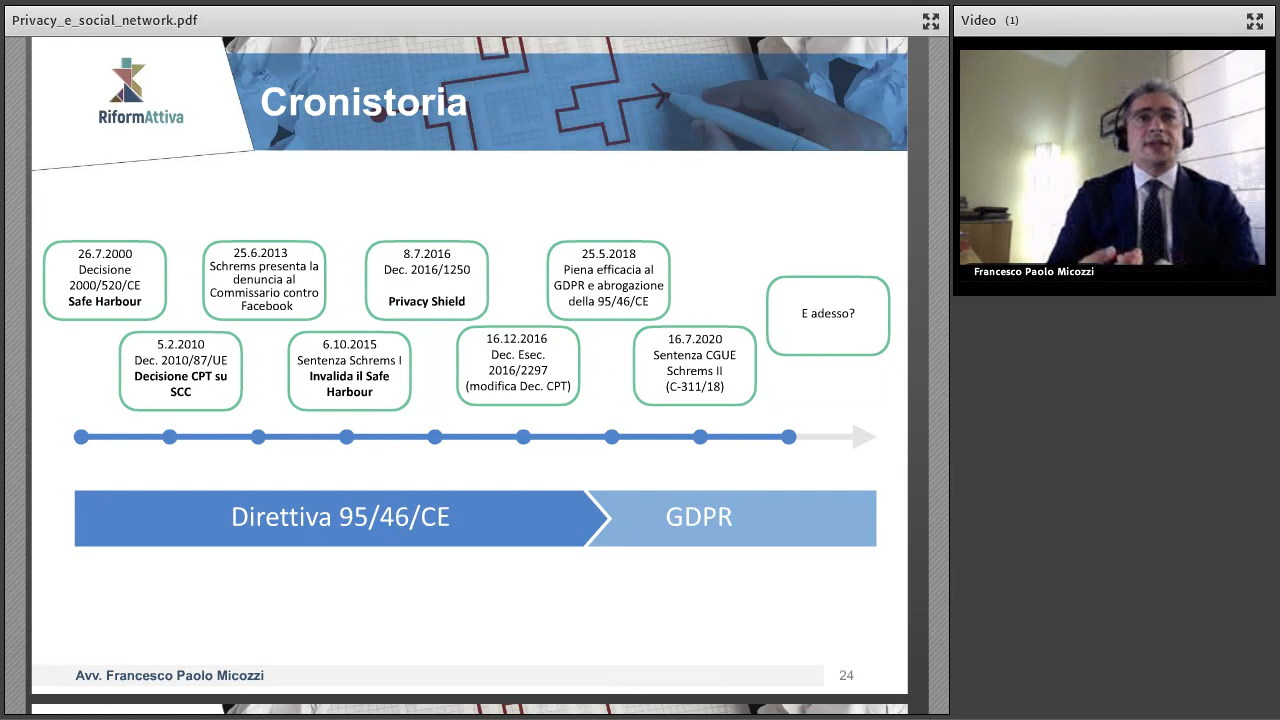 Privacy_e_social_network.pdf
Video (1)
RiformAttiva
Cronistoria
Francesco Paolo Micozzi
26.7.2000
Decisione
2000/520/CE
Safe Harbour
25.6.2013
Schrems presenta la
denuncia al
Commissario contro
Facebook
8.7.2016
Dec. 2016/1250
Privacy Shield
25.5.2018
Piena efficacia al
GDPR e abrogazione
della 95/46/CE
E adesso?
5.2.2010
Dec. 2010/87/UE
Decisione CPT su
SCC
6.10.2015
Sentenza Schrems I
Invalida il Safe
Harbour
16.12.2016
Dec. Esec.
2016/2297
(modifica Dec. CPT)
16.7.2020
Sentenza CGUE
Schrems II
(C-311/18)
Direttiva 95/46/CE
GDPR
Avv. Francesco Paolo Micozzi
24